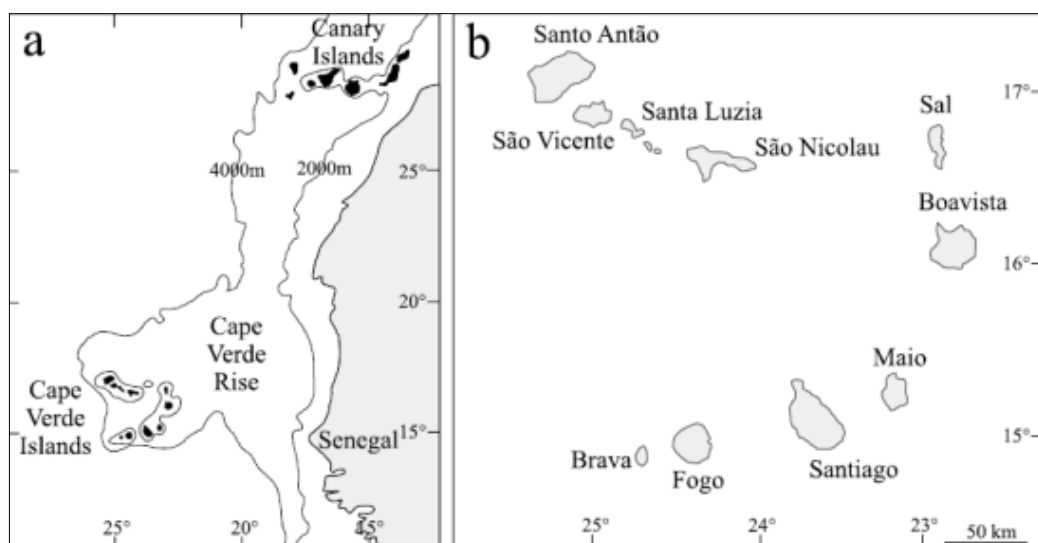 a
Canary
Islands
4000m
2000m
25°
20°
Cape
Verde
Rise
Cape
Verde
Islands
Senegal
15°
25°
20°
15°
b
Santo Antão
17°
Santa Luzia
Sal
São Vicente
São Nicolau
Boavista
16°
Maio
15°
Brava
Fogo
Santiago
25°
24°
23°
50 km